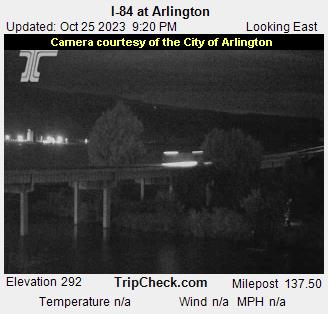 I-84 at Arlington
Updated: Oct 25 2023 9:20 PM Looking East
Camera courtesy of the City of Arlington
Elevation 292 TripCheck.com Milepost 137.50
Temperature n/a Wind n/a MPH n/a